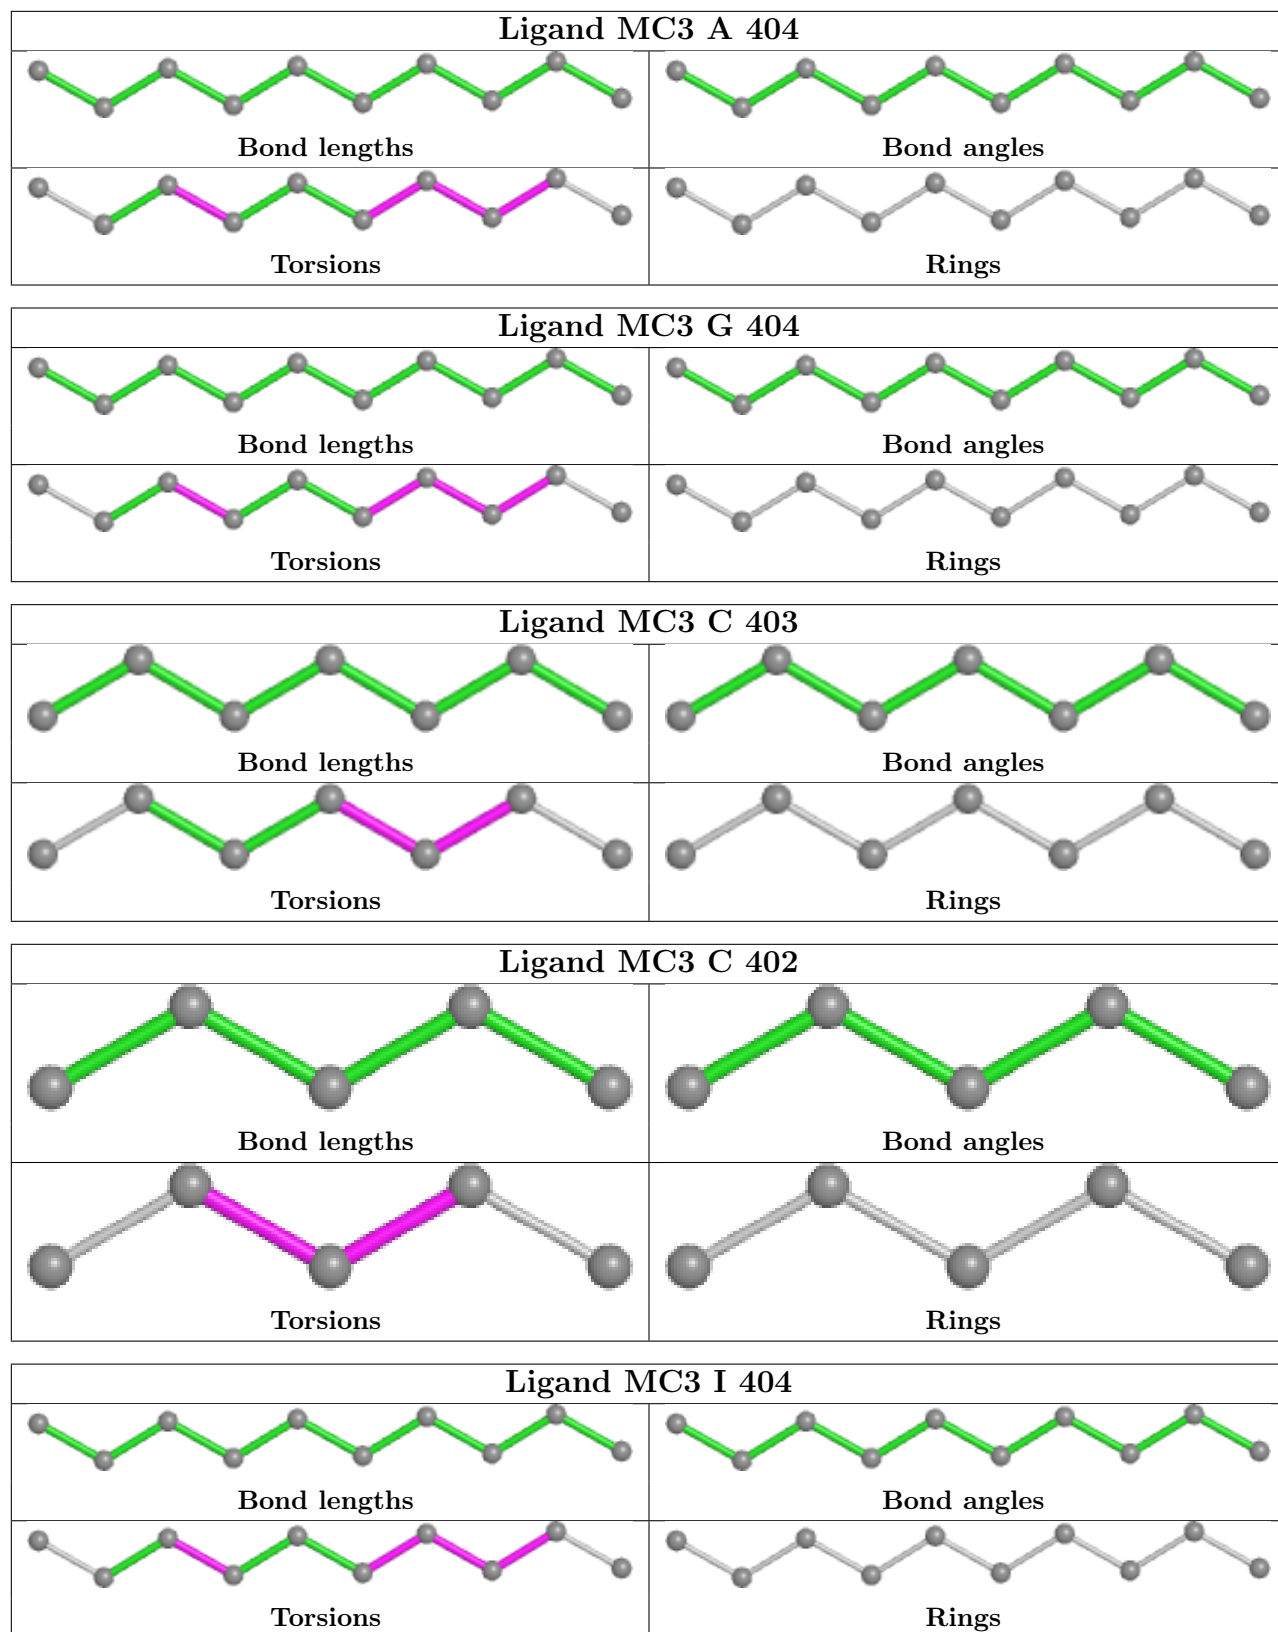 Ligand MC3 A 404
Bond lengths Bond angles
Torsions Rings
Ligand MC3 G 404
Bond lengths Bond angles
Torsions Rings
Ligand MC3 C 403
Bond lengths Bond angles
Torsions Rings
Ligand MC3 C 402
Bond lengths Bond angles
Torsions Rings
Ligand MC3 I 404
Bond lengths Bond angles
Torsions Rings